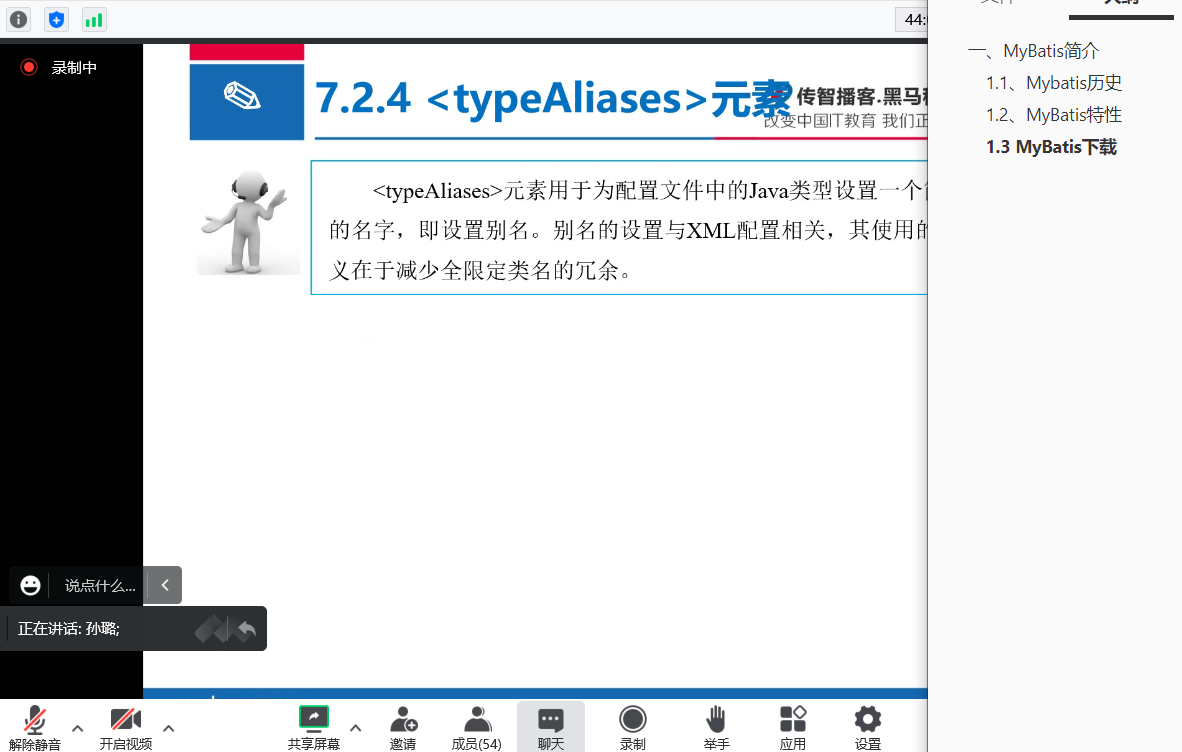 44:
录制中
7.2.4 <typeAliases>元素
传智播客.黑马
改变中国IT教育 我们正
<typeAliases>元素用于为配置文件中的Java类型设置一个
的名字，即设置别名。别名的设置与XML配置相关，其使用的
义在于减少全限定类名的冗余。
说点什么...
正在讲话: 孙璐;
解除静音
开启视频
共享屏幕
邀请
成员(54)
聊天
录制
举手
应用
设置
大纲
一、MyBatis简介
1.1、Mybatis历史
1.2、MyBatis特性
1.3 MyBatis下载